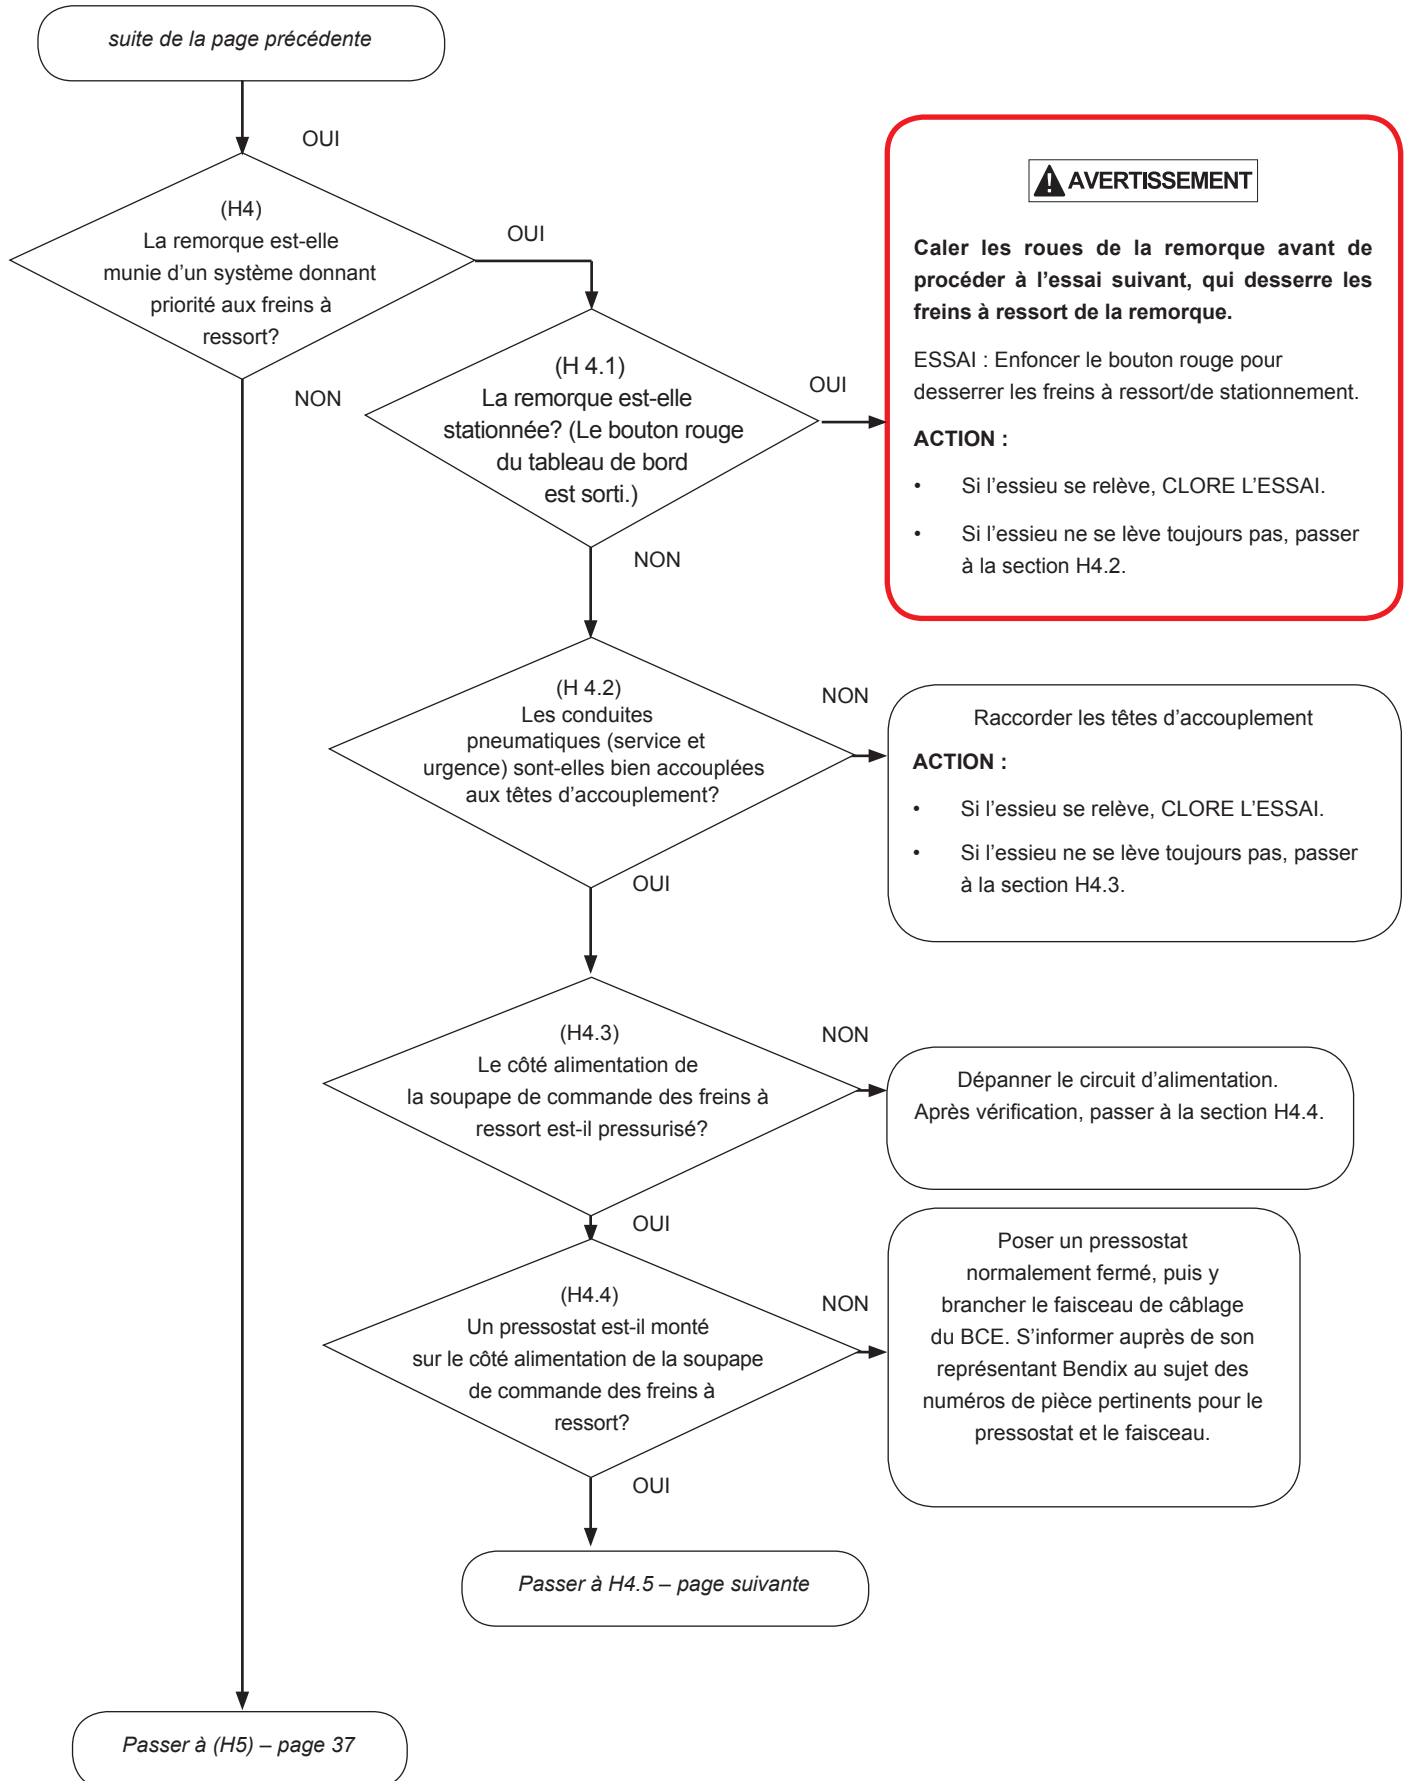 suite de la page précédente
OUI
(H4)
La remorque est-elle
munie d’un système donnant
priorité aux freins à
ressort?
OUI
NON
(H 4.1)
La remorque est-elle
stationnée? (Le bouton rouge
du tableau de bord
est sorti.)
OUI
NON
AVERTISSEMENT
Caler les roues de la remorque avant de
procéder à l’essai suivant, qui desserre les
freins à ressort de la remorque.
ESSAI : Enfoncer le bouton rouge pour
desserrer les freins à ressort/de stationnement.
ACTION :
• Si l’essieu se relève, CLORE L’ESSAI.
• Si l’essieu ne se lève toujours pas, passer
à la section H4.2.
(H 4.2)
Les conduites
pneumatiques (service et
urgence) sont-elles bien accouplées
aux têtes d’accouplement?
NON
OUI
Raccorder les têtes d’accouplement
ACTION :
• Si l’essieu se relève, CLORE L’ESSAI.
• Si l’essieu ne se lève toujours pas, passer
à la section H4.3.
(H4.3)
Le côté alimentation de
la soupape de commande des freins à
ressort est-il pressurisé?
NON
OUI
Dépanner le circuit d’alimentation.
Après vérification, passer à la section H4.4.
(H4.4)
Un pressostat est-il monté
sur le côté alimentation de la soupape
de commande des freins à
ressort?
NON
OUI
Poser un pressostat
normalement fermé, puis y
brancher le faisceau de câblage
du BCE. S’informer auprès de son
représentant Bendix au sujet des
numéros de pièce pertinents pour le
pressostat et le faisceau.
Passer à H4.5 – page suivante
Passer à (H5) – page 37